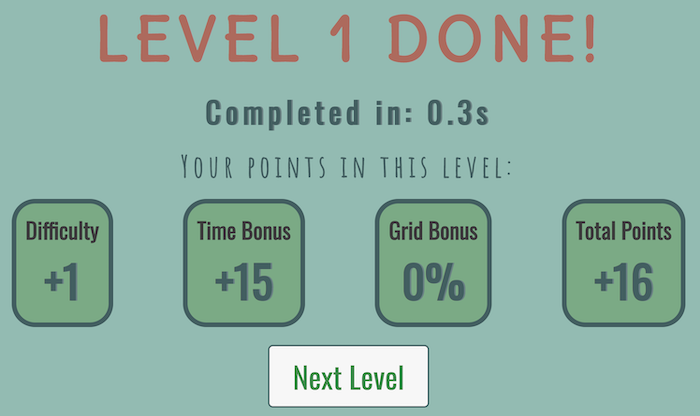 LEVEL 1 DONE!
Completed in: 0.3s
YOUR POINTS IN THIS LEVEL:
Difficulty
+1
Time Bonus
+15
Grid Bonus
0%
Total Points
+16
Next Level